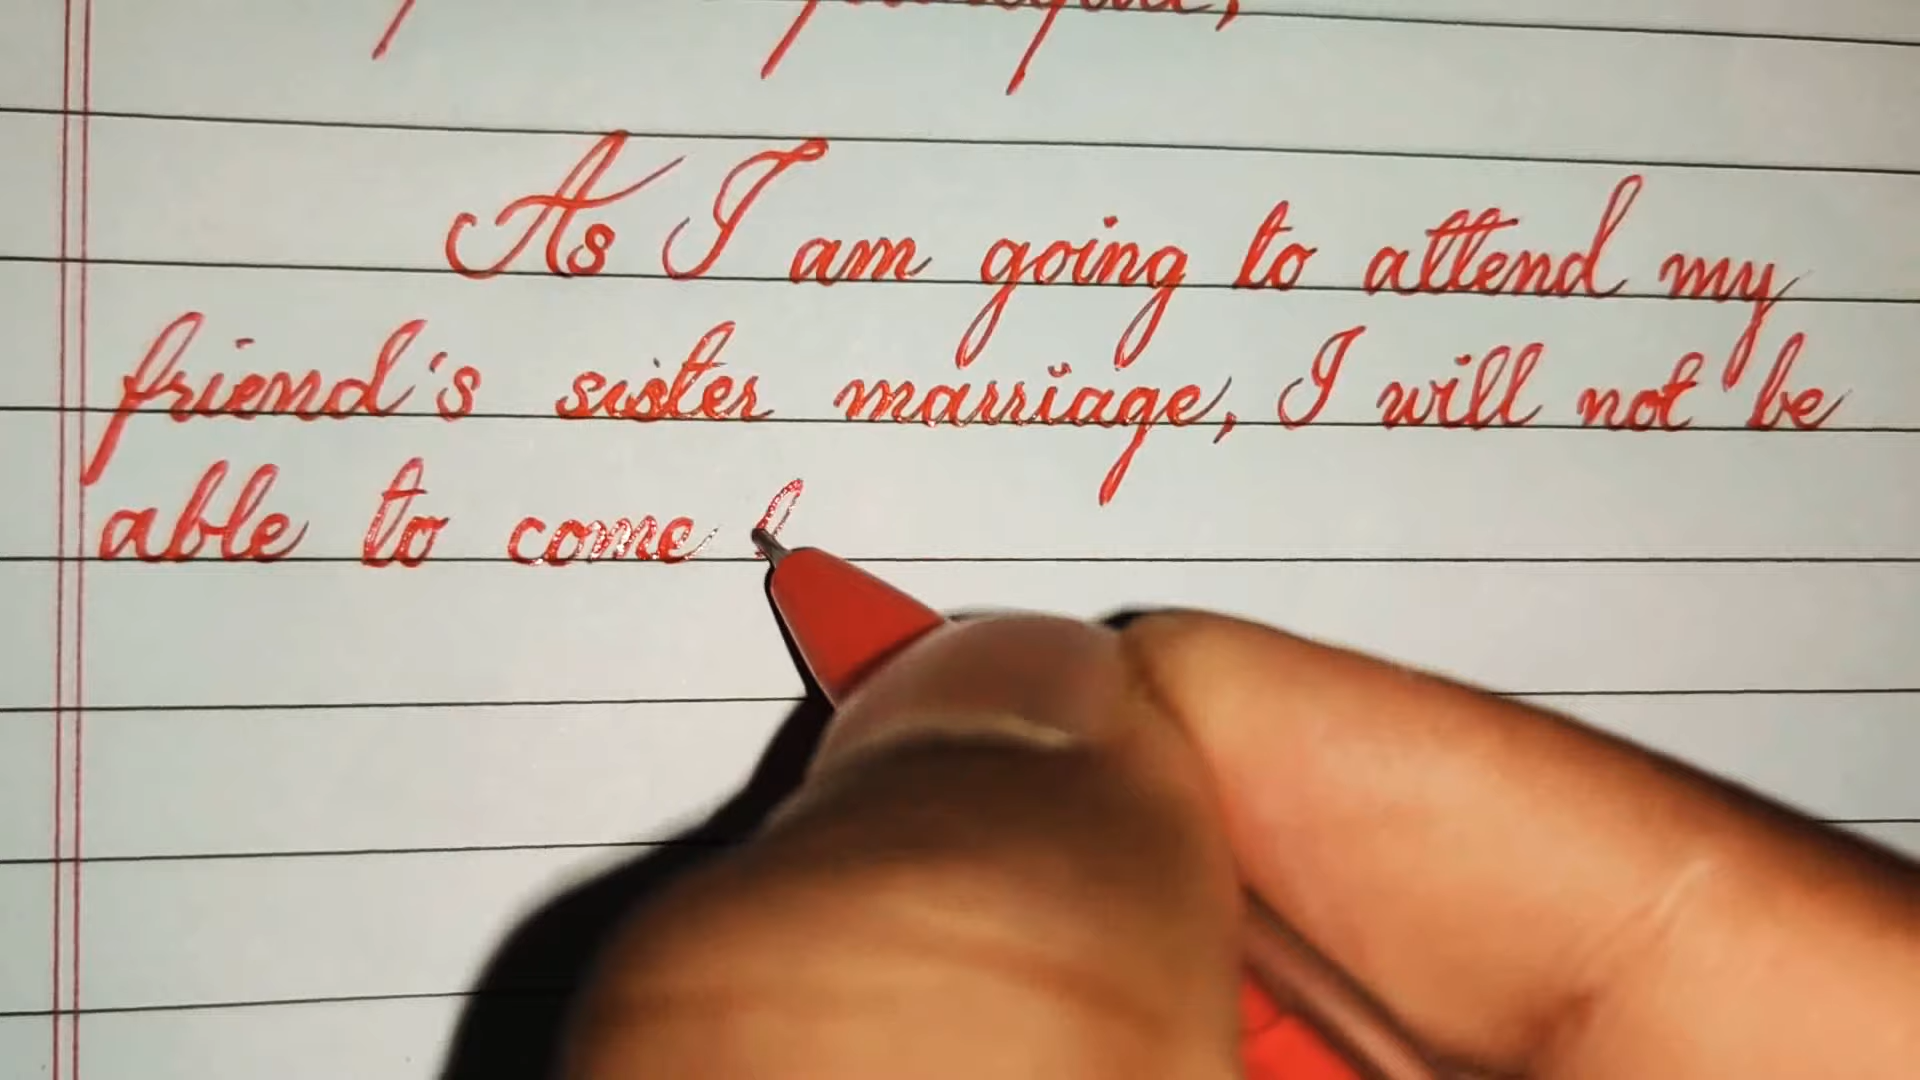 As I am going to attend my
friend's sister marriage, I will not be
able to come